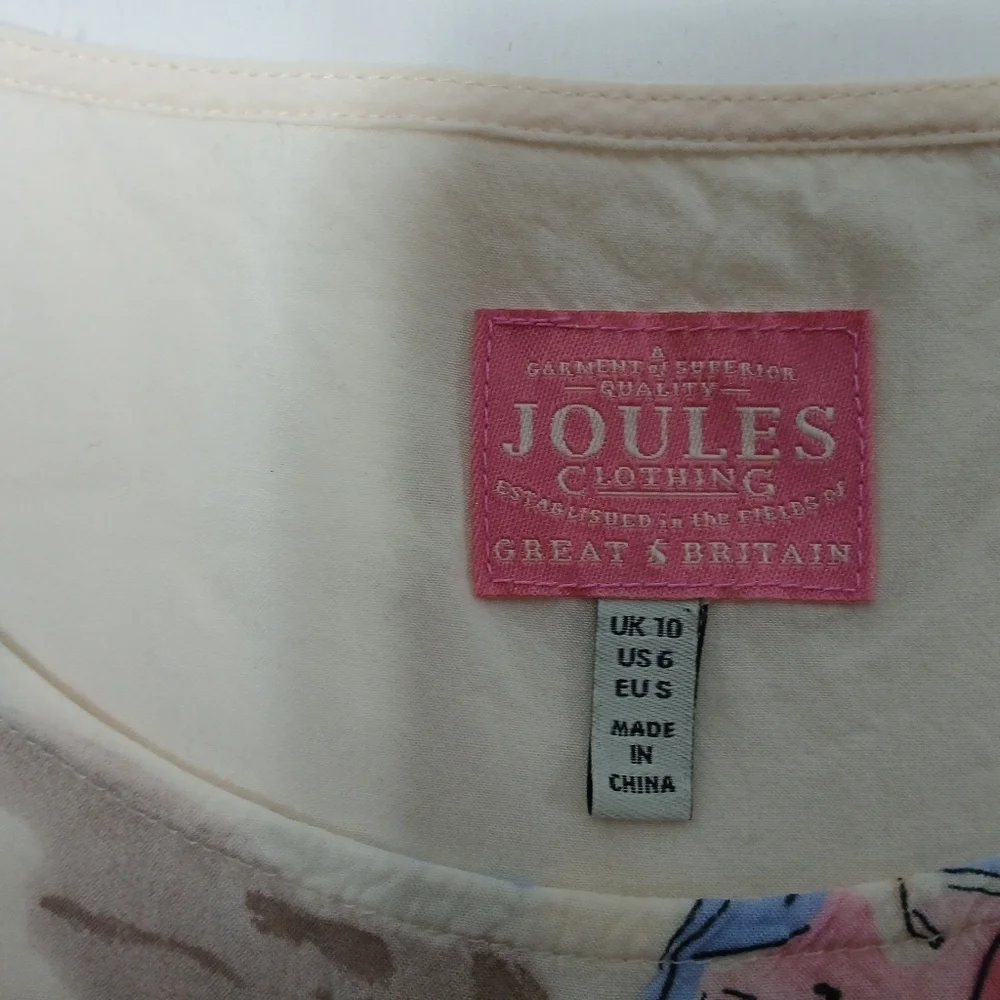 A
GARMENT of SUPERIOR
QUALITY
JOULES
CLOTHING
ESTABLISHED in the FIELDS OF
GREAT BRITAIN
UK 10
US 6
EU S
MADE
IN
CHINA